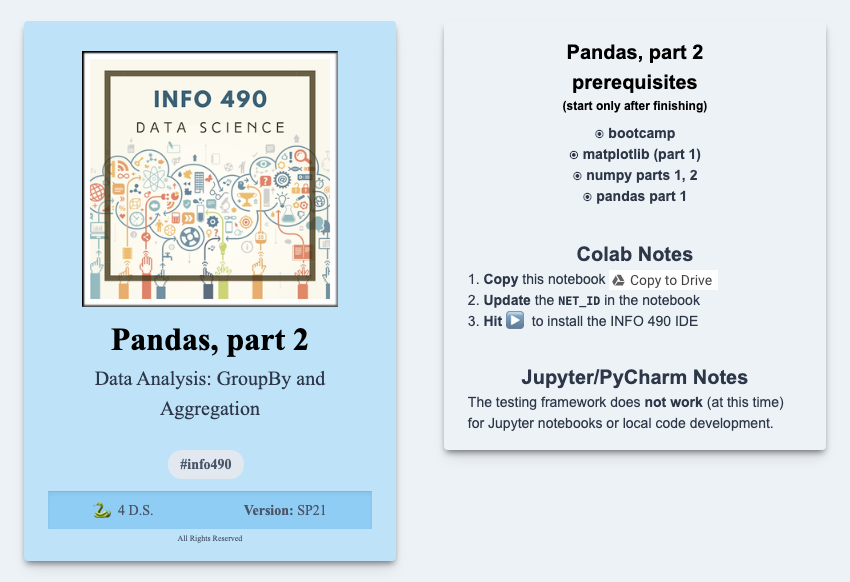 INFO 490
DATA SCIENCE
Pandas, part 2
Data Analysis: GroupBy and
Aggregation
#info490
4 D.S.
Version: SP21
All Rights Reserved
Pandas, part 2
prerequisites
(start only after finishing)
bootcamp
matplotlib (part 1)
numpy parts 1, 2
pandas part 1
Colab Notes
1. Copy this notebook Copy to Drive
2. Update the NET_ID in the notebook
3. Hit to install the INFO 490 IDE
Jupyter/PyCharm Notes
The testing framework does not work (at this time)
for Jupyter notebooks or local code development.